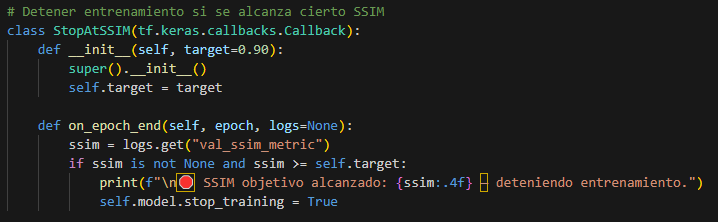 # Detener entrenamiento si se alcanza cierto SSIM
class StopAtSSIM(tf.keras.callbacks.Callback):
    def __init__(self, target=0.90):
        super().__init__()
        self.target = target

    def on_epoch_end(self, epoch, logs=None):
        ssim = logs.get("val_ssim_metric")
        if ssim is not None and ssim >= self.target:
            print(f"\n🔴 SSIM objetivo alcanzado: {ssim:.4f} – deteniendo entrenamiento.")
            self.model.stop_training = True